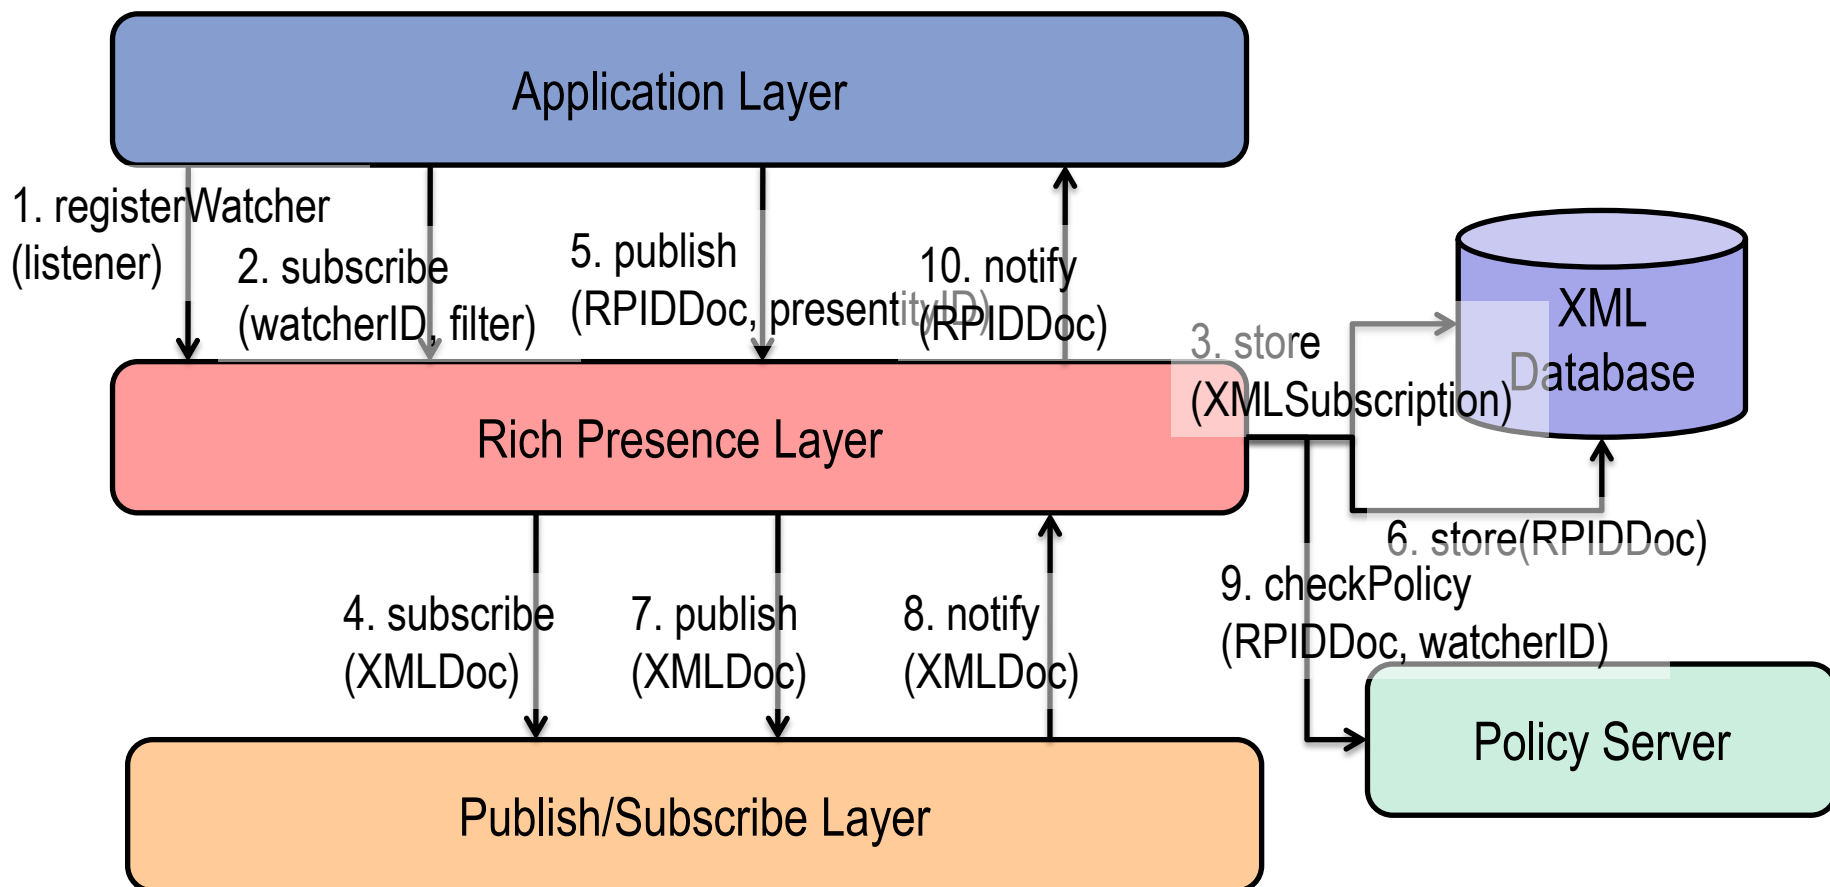 Application Layer
1. registerWatcher
(listener)
2. subscribe
(watcherID, filter)
5. publish
(RPIDDoc, presentityID)
10. notify
(RPIDDoc)
3. store
(XMLSubscription)
XML
Database
Rich Presence Layer
6. store(RPIDDoc)
4. subscribe
(XMLDoc)
7. publish
(XMLDoc)
8. notify
(XMLDoc)
9. checkPolicy
(RPIDDoc, watcherID)
Policy Server
Publish/Subscribe Layer